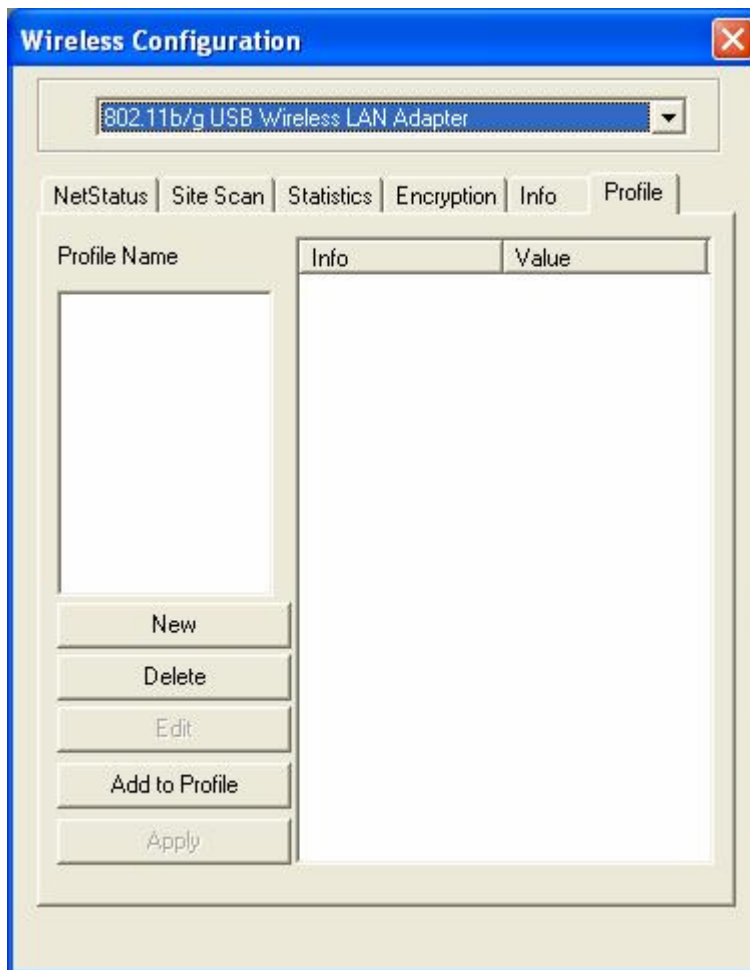 Wireless Configuration
802.11b/g USB Wireless LAN Adapter
NetStatus Site Scan Statistics Encryption Info Profile
Profile Name
Info Value
New
Delete
Edit
Add to Profile
Apply